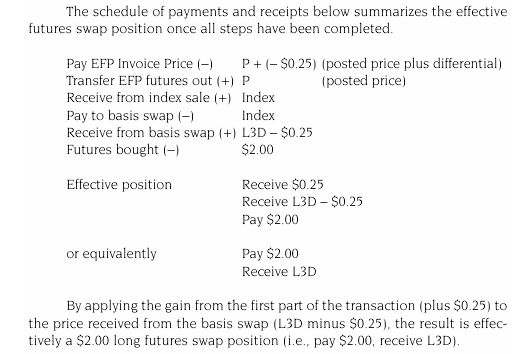 The schedule of payments and receipts below summarizes the effective
futures swap position once all steps have been completed.
Pay EFP Invoice Price (–) P + (– $0.25) (posted price plus differential)
Transfer EFP futures out (+) P (posted price)
Receive from index sale (+) Index
Pay to basis swap (–) Index
Receive from basis swap (+) L3D – $0.25
Futures bought (–) $2.00
Effective position Receive $0.25
Receive L3D – $0.25
Pay $2.00
or equivalently Pay $2.00
Receive L3D
By applying the gain from the first part of the transaction (plus $0.25) to
the price received from the basis swap (L3D minus $0.25), the result is effec-
tively a $2.00 long futures swap position (i.e., pay $2.00, receive L3D).